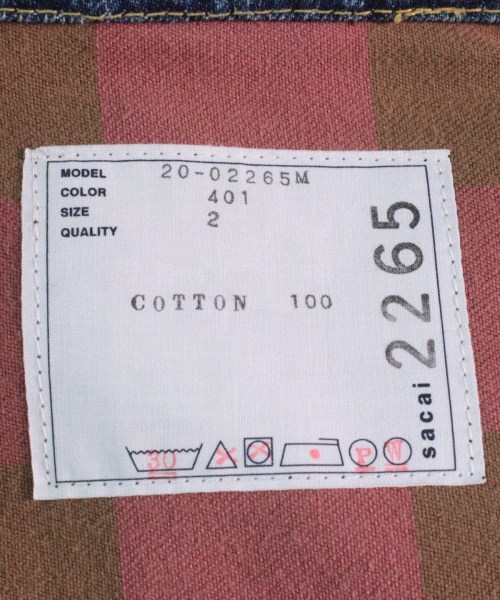 MODEL 20-02265M
COLOR 401
SIZE 2
QUALITY
COTTON 100
30 P W
sacai 2265